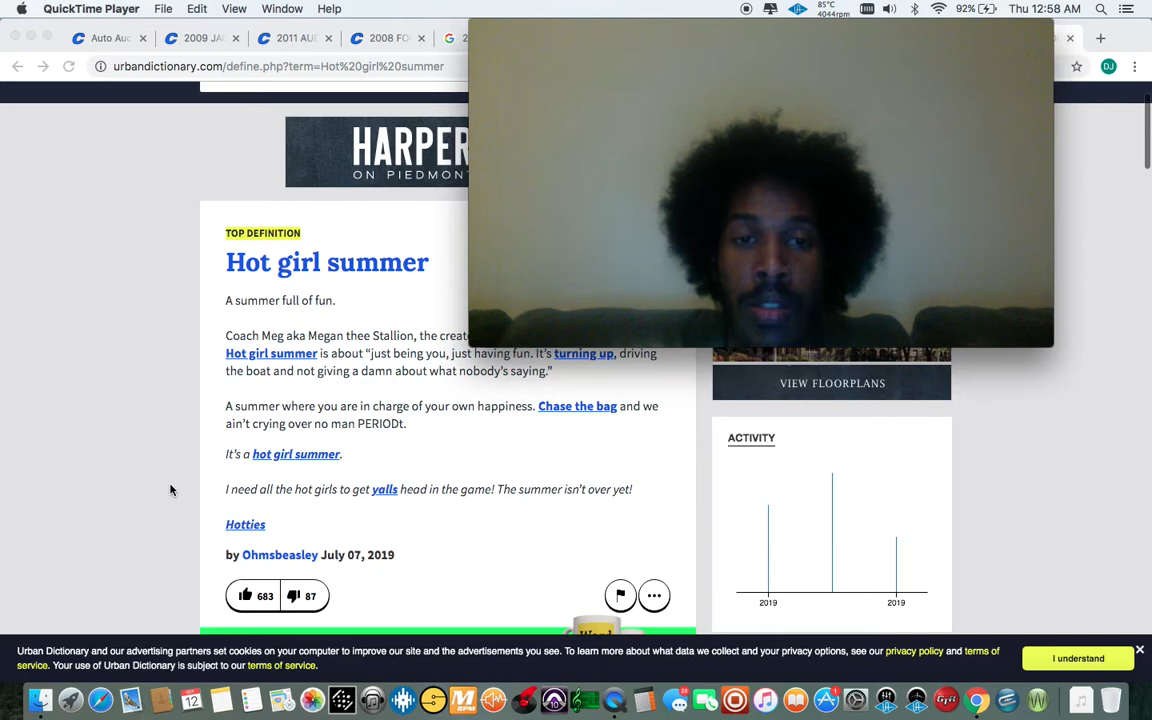 QuickTime Player File Edit View Window Help
85°C
4044rpm
92% Thu 12:58 AM
Auto Auc
2009 JA
2011 AU
2008 FO
2
urbandictionary.com/define.php?term=Hot%20girl%20summer
DJ
HARPER
ON PIEDMONT
TOP DEFINITION
Hot girl summer
A summer full of fun.
Coach Meg aka Megan thee Stallion, the create
Hot girl summer is about “just being you, just having fun. It’s turning up, driving
the boat and not giving a damn about what nobody’s saying.”
A summer where you are in charge of your own happiness. Chase the bag and we
ain’t crying over no man PERIODt.
It’s a hot girl summer.
I need all the hot girls to get yalls head in the game! The summer isn’t over yet!
Hotties
by Ohmsbeasley July 07, 2019
683
87
VIEW FLOORPLANS
ACTIVITY
2019
2019
Urban Dictionary and our advertising partners set cookies on your computer to improve our site and the advertisements you see. To learn more about what data we collect and your privacy options, see our privacy policy and terms of
service. Your use of Urban Dictionary is subject to our terms of service.
I understand
12